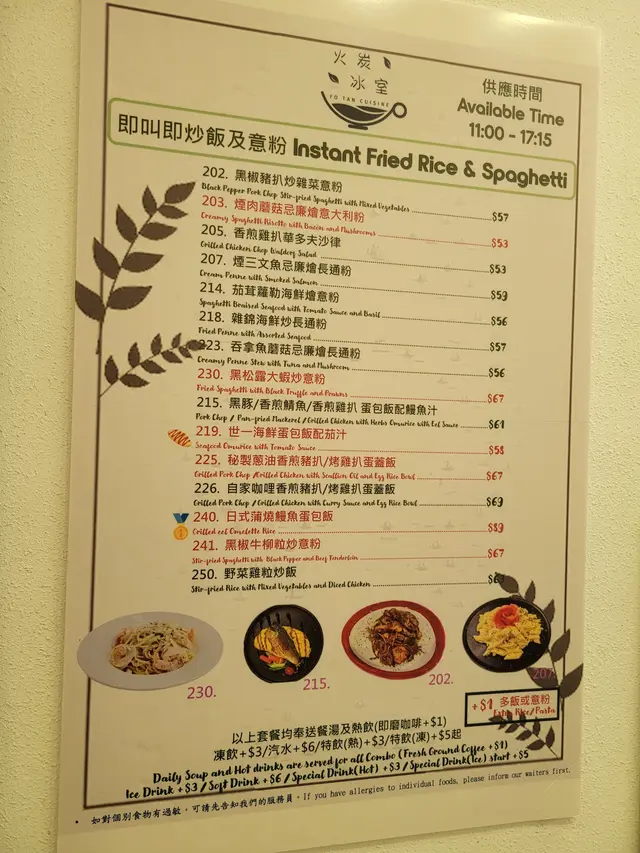 火炭
冰室
FO TAN CUISINE
供應時間
Available Time
11:00 - 17:15
即叫即炒飯及意粉 Instant Fried Rice & Spaghetti
202. 黑椒豬扒炒雜菜意粉
Black Pepper Pork Chop Stir-fried Spaghetti with Mixed Vegetables $57
203. 煙肉蘑菇忌廉燴意大利粉
Creamy Spaghetti Risotto with Bacon and Mushrooms $53
205. 香煎雞扒華多夫沙律
Grilled Chicken Chop Waldorf Salad $53
207. 煙三文魚忌廉燴長通粉
Cream Penne with Smoked Salmon $59
214. 茄茸蘿勒海鮮燴意粉
Spaghetti Braised Seafood with Tomato Sauce and Basil $56
218. 雜錦海鮮炒長通粉
Fried Penne with Assorted Seafood $57
223. 吞拿魚蘑菇忌廉燴長通粉
Creamy Penne Stew with Tuna and Mushroom $56
230. 黑松露大蝦炒意粉
Fried Spaghetti with Black Truffle and Prawns $67
215. 黑豚/香煎鯖魚/香煎雞扒 蛋包飯配鰻魚汁
Pork Chop / Pan-fried Mackerel / Grilled Chicken with Herbs Omurice with Eel Sauce $61
219. 世一海鮮蛋包飯配茄汁
Seafood Omurice with Tomato Sauce $58
225. 秘製蔥油香煎豬扒/烤雞扒蛋蓋飯
Grilled Pork Chop /Grilled Chicken with Scallion Oil and Egg Rice Bowl $67
226. 自家咖哩香煎豬扒/烤雞扒蛋蓋飯
Grilled Pork Chop / Grilled Chicken with Curry Sauce and Egg Rice Bowl $69
240. 日式蒲燒鰻魚蛋包飯
Grilled eel Omelette Rice $89
241. 黑椒牛柳粒炒意粉
Stir-fried Spaghetti with Black Pepper and Beef Tenderloin $67
250. 野菜雞粒炒飯
Stir-fried Rice with Mixed Vegetables and Diced Chicken
230.
215.
202.
207.
+$1 多飯或意粉
Extra Rice/Pasta
以上套餐均奉送餐湯及熱飲(即磨咖啡+$1)
凍飲+$3/汽水+$6/特飲(熱)+$3/特飲(凍)+$5起
Daily Soup and Hot drinks are served for all Combo (Fresh Ground Coffee +$1)
Ice Drink +$3 / Soft Drink +$6 / Special Drink(Hot) +$3 / Special Drink(Ice) start +$5
• 如對個別食物有過敏，可請先告知我們的服務員。If you have allergies to individual foods, please inform our waiters first.